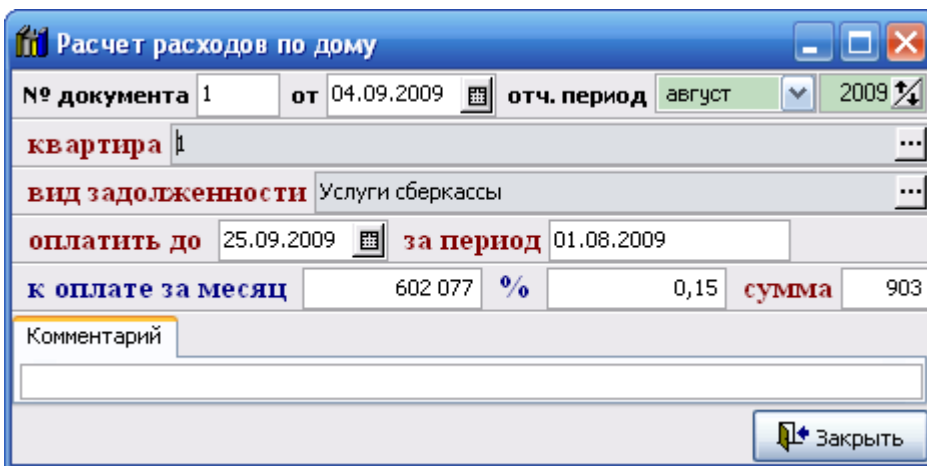 Расчет расходов по дому
№ документа 1 от 04.09.2009 отч. период август 2009
квартира 1
вид задолженности Услуги сберкассы
оплатить до 25.09.2009 за период 01.08.2009
к оплате за месяц 602 077 % 0,15 сумма 903
Комментарий
Закрыть